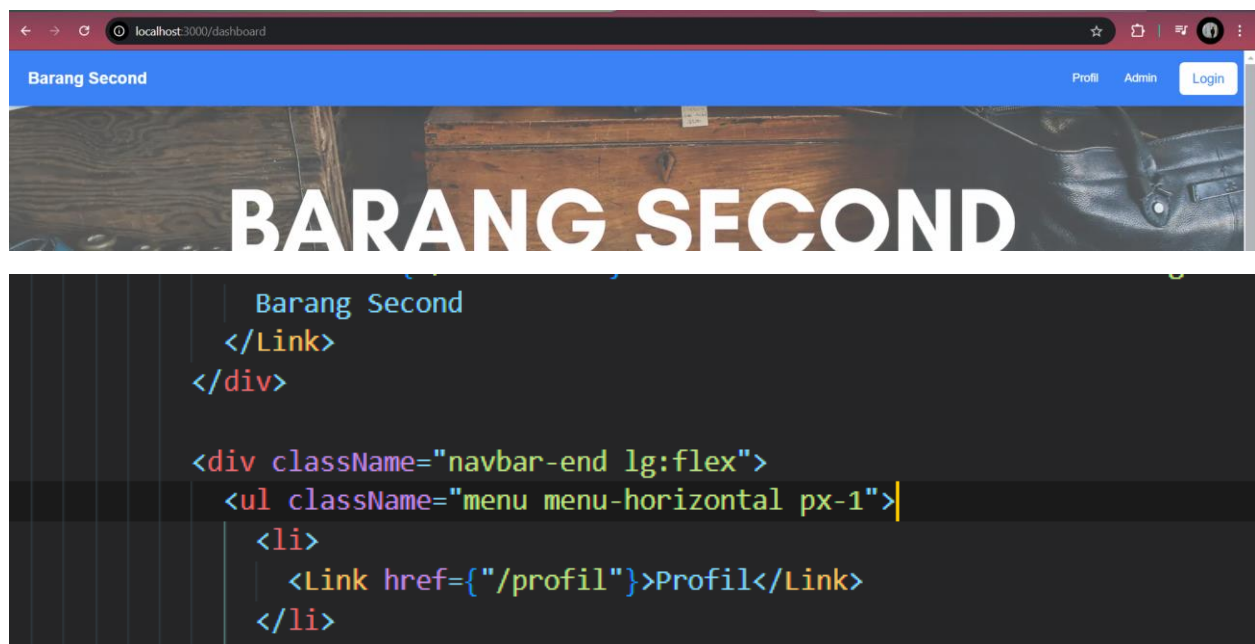 localhost:3000/dashboard
Barang Second
Profil Admin Login
BARANG SECOND
Barang Second
</Link>
</div>
<div className="navbar-end lg:flex">
<ul className="menu menu-horizontal px-1">
<li>
<Link href={"/profil"}>Profil</Link>
</li>